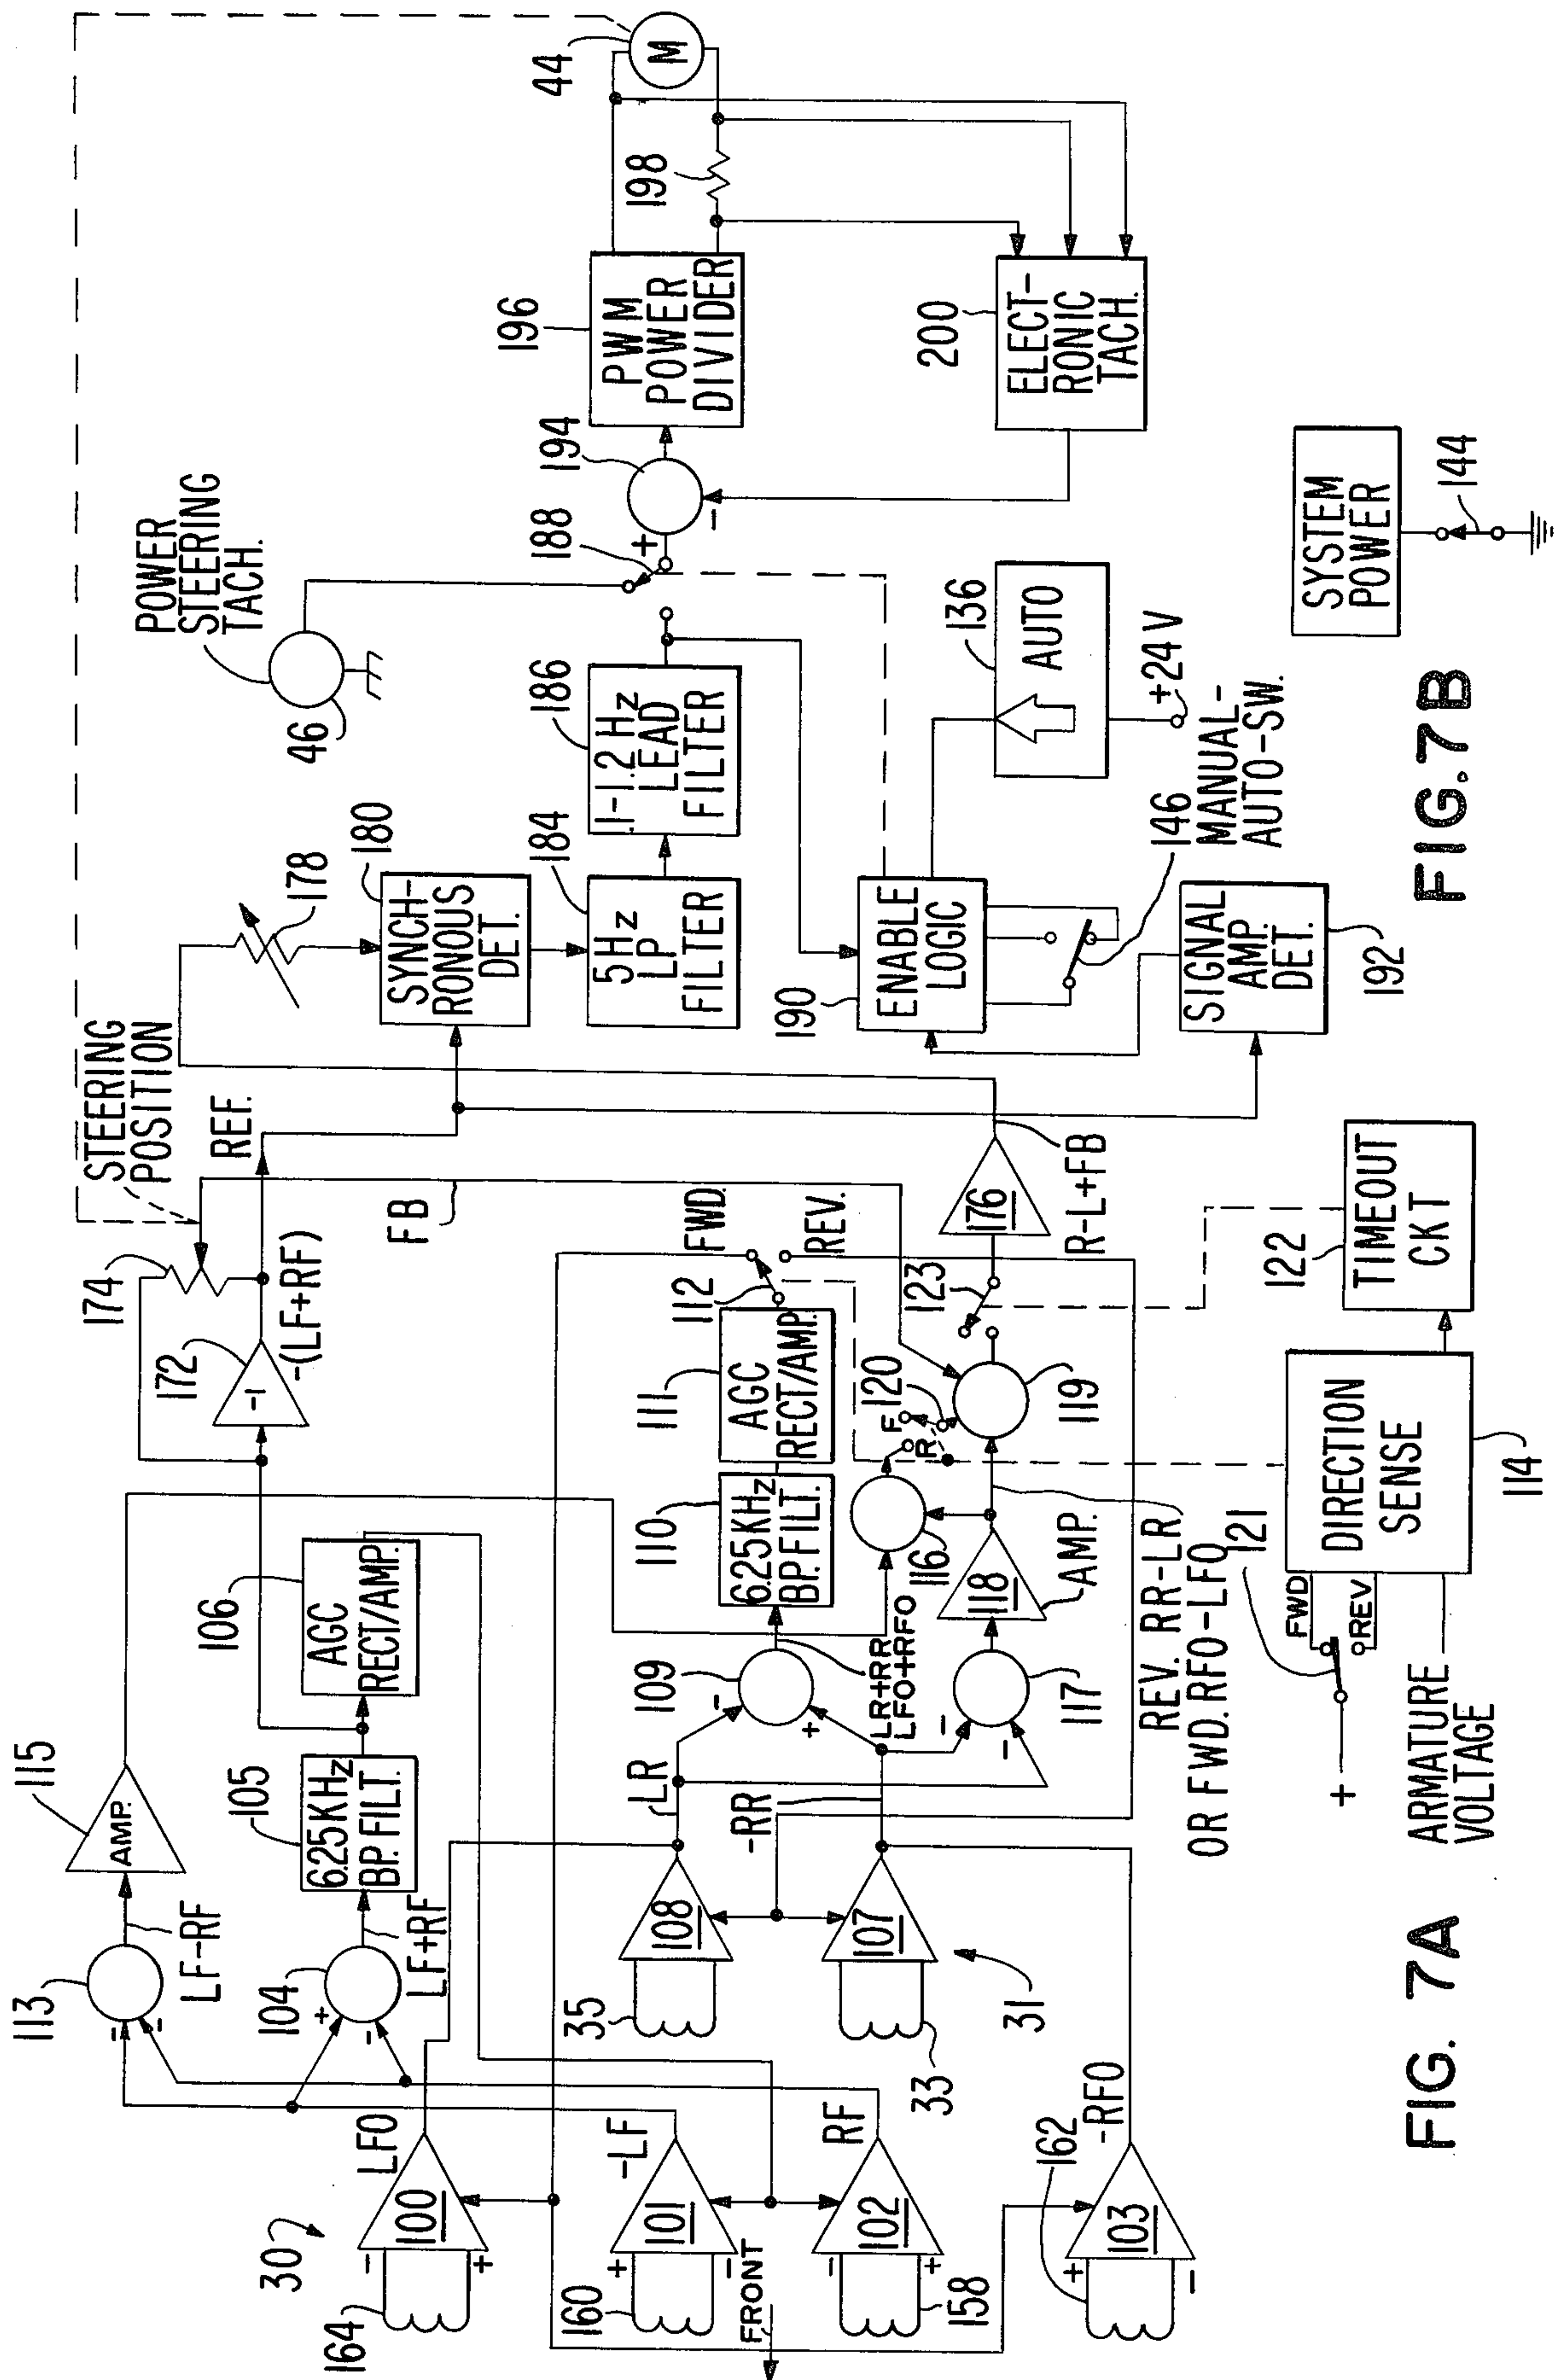 30
164
100
LFO
-
+
160
101
-LF
+
-
FRONT
158
102
RF
-
+
162
103
-RFO
+
-
113
LF-RF
-
-
115
AMP.
104
+
-
LF+RF
105
6.25KHz
BP. FILT.
106
AGC
RECT/AMP.
35
108
LR
33
107
-RR
31
109
-
+
LR+RR
LFO+RFO
110
6.25KHz
BP.FILT.
111
AGC
RECT/AMP.
112
FWD.
REV.
117
-
-
118
AMP.
116
F
R
120
119
123
REV. RR-LR
OR FWD. RFO-LFO
121
+
FWD
REV
ARMATURE
VOLTAGE
DIRECTION
SENSE
114
122
TIMEOUT
CKT
172
-1
-(LF+RF)
174
STEERING
POSITION
REF.
FB
176
R-L+FB
FIG. 7A
178
180
SYNCH-
RONOUS
DET.
184
5Hz
LP
FILTER
186
1.1-1.2Hz
LEAD
FILTER
POWER
STEERING
TACH.
46
188
+
194
-
196
PWM
POWER
DIVIDER
198
44
M
200
ELECT-
RONIC
TACH.
190
ENABLE
LOGIC
146
MANUAL-
AUTO-SW.
136
AUTO
+24V
SIGNAL
AMP.
DET.
192
SYSTEM
POWER
144
FIG. 7B